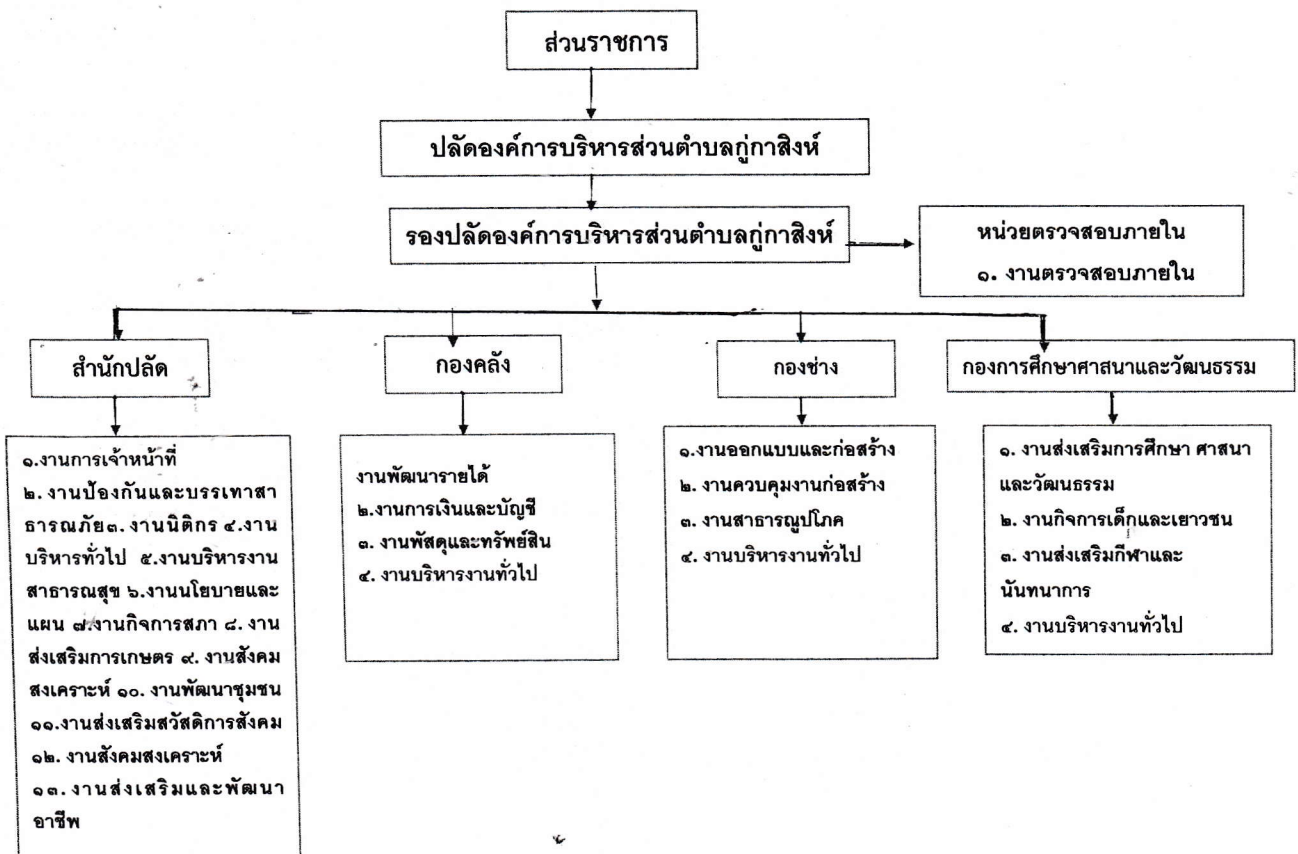 ส่วนราชการ
ปลัดองค์การบริหารส่วนตำบลกู่กาสิงห์
รองปลัดองค์การบริหารส่วนตำบลกู่กาสิงห์
หน่วยตรวจสอบภายใน
๑. งานตรวจสอบภายใน
สำนักปลัด
กองคลัง
กองช่าง
กองการศึกษาศาสนาและวัฒนธรรม
๑.งานการเจ้าหน้าที่
๒. งานป้องกันและบรรเทาสา
ธารณภัย๓. งานนิติกร ๔.งาน
บริหารทั่วไป ๕.งานบริหารงาน
สาธารณสุข ๖.งานนโยบายและ
แผน ๗.งานกิจการสภา ๘. งาน
ส่งเสริมการเกษตร ๙. งานสังคม
สงเคราะห์ ๑๐. งานพัฒนาชุมชน
๑๑.งานส่งเสริมสวัสดิการสังคม
๑๒. งานสังคมสงเคราะห์
๑๓. งานส่งเสริมและพัฒนา
อาชีพ
งานพัฒนารายได้
๒.งานการเงินและบัญชี
๓. งานพัสดุและทรัพย์สิน
๔. งานบริหารงานทั่วไป
๑.งานออกแบบและก่อสร้าง
๒. งานควบคุมงานก่อสร้าง
๓. งานสาธารณูปโภค
๔. งานบริหารงานทั่วไป
๑. งานส่งเสริมการศึกษา ศาสนา
และวัฒนธรรม
๒. งานกิจการเด็กและเยาวชน
๓. งานส่งเสริมกีฬาและ
นันทนาการ
๔. งานบริหารงานทั่วไป